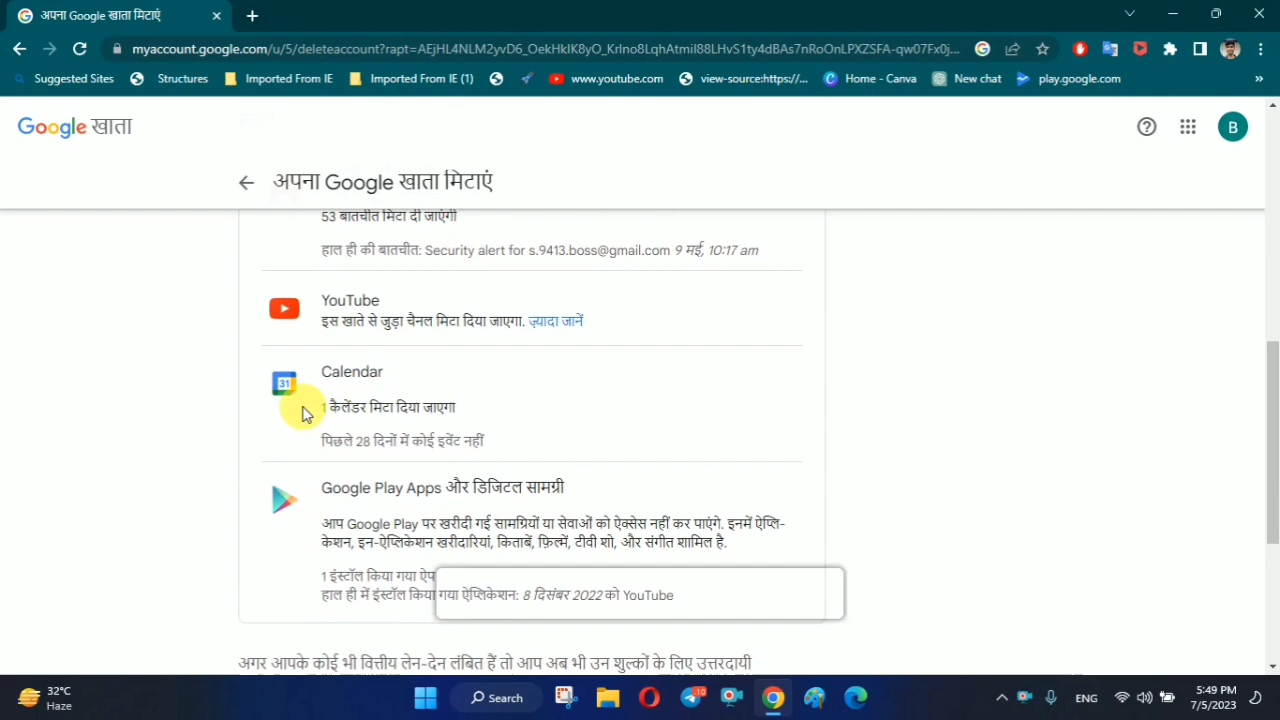 अपना Google खाता मिटाएं
myaccount.google.com/u/5/deleteaccount?rapt=AEjHL4NLM2yvD6_OekHklK8yO_KrIno8LqhAtmil88LHvS1ty4dBAs7nRoOnLPXZSFA-qw07Fx0j...
Suggested Sites Structures Imported From IE Imported From IE (1) www.youtube.com view-source:https://... Home - Canva New chat play.google.com »
Google खाता
B
अपना Google खाता मिटाएं
53 बातचीत मिटा दी जाएंगी
हाल ही की बातचीत: Security alert for s.9413.boss@gmail.com 9 मई, 10:17 am
YouTube
इस खाते से जुड़ा चैनल मिटा दिया जाएगा. ज़्यादा जानें
Calendar
31
1 कैलेंडर मिटा दिया जाएगा
पिछले 28 दिनों में कोई इवेंट नहीं
Google Play Apps और डिजिटल सामग्री
आप Google Play पर खरीदी गई सामग्रियों या सेवाओं को ऐक्सेस नहीं कर पाएंगे. इनमें ऐप्लि-
केशन, इन-ऐप्लिकेशन खरीदारियां, किताबें, फ़िल्में, टीवी शो, और संगीत शामिल है.
1 इंस्टॉल किया गया ऐप
हाल ही में इंस्टॉल किया गया ऐप्लिकेशन: 8 दिसंबर 2022 को YouTube
अगर आपके कोई भी वित्तीय लेन-देन लंबित हैं तो आप अब भी उन शुल्कों के लिए उत्तरदायी
32°C
Haze
Search
10
ENG
5:49 PM
7/5/2023